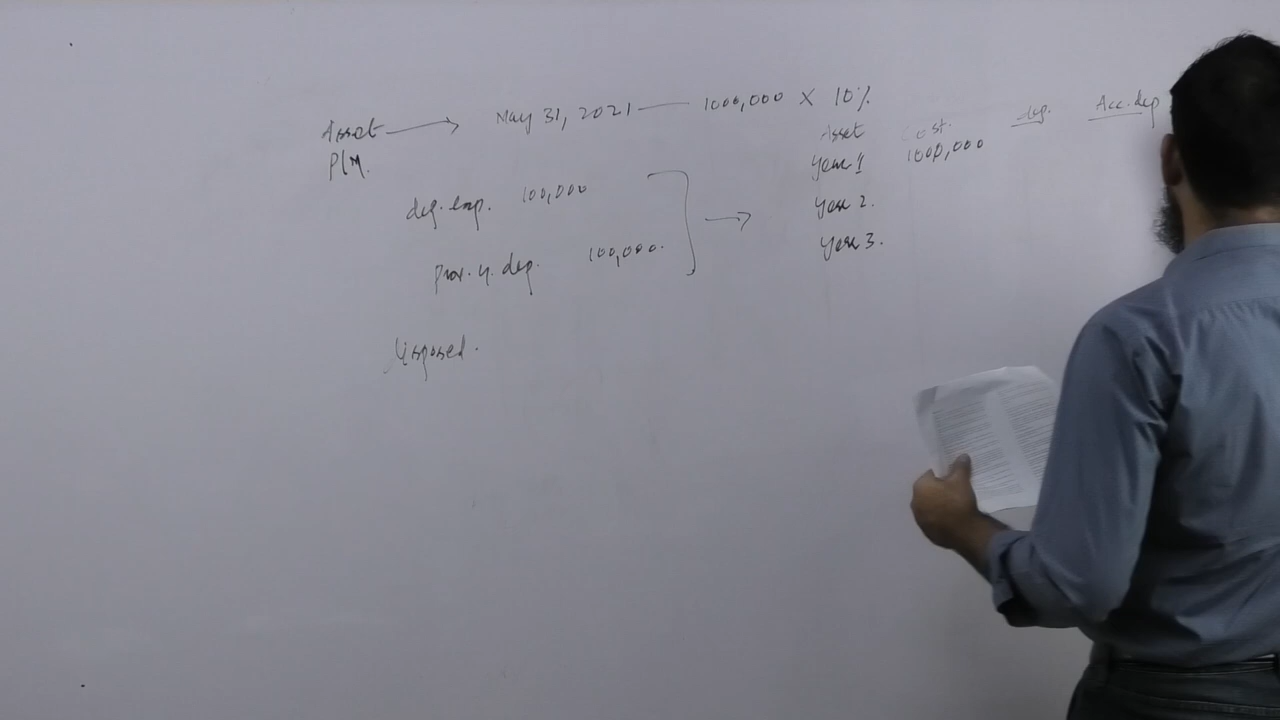 Asset → May 31, 2021 — 1000,000 × 10%
P/M.
dep. exp. 100,000
Prov. of. dep. 100,000.
Disposed.
Asset Cost. dep. Acc. dep
Year 1 1000,000
Year 2.
Year 3.